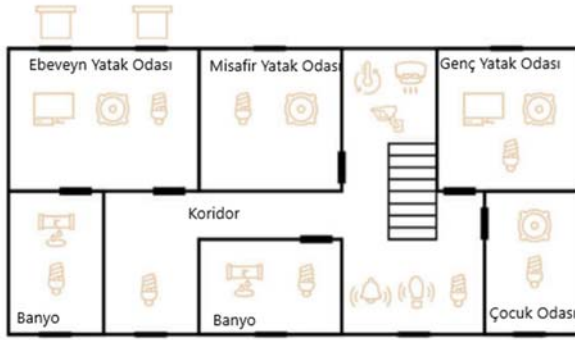 Ebeveyn Yatak Odası
Misafir Yatak Odası
Genç Yatak Odası
Koridor
Banyo
Banyo
Çocuk Odası